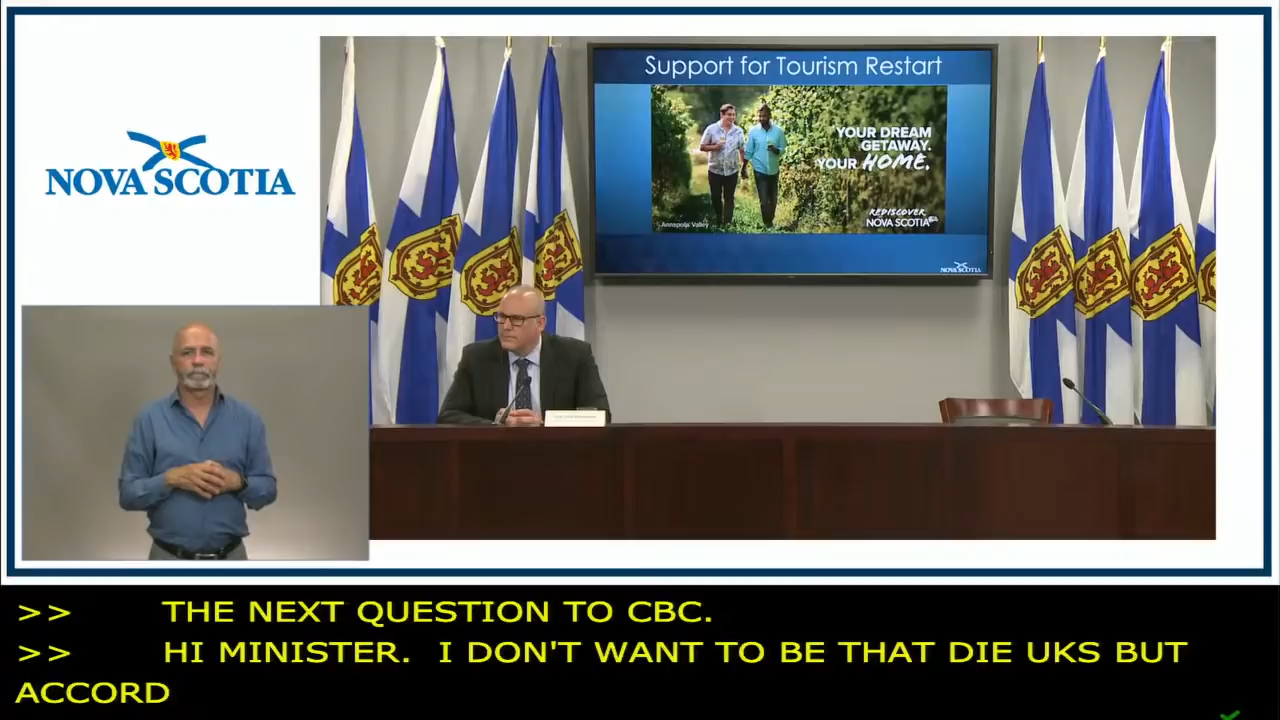 NOVA SCOTIA
Support for Tourism Restart
YOUR DREAM
GETAWAY.
YOUR HOME.
REDISCOVER
NOVA SCOTIA
Annapolis Valley
NOVA SCOTIA
>> THE NEXT QUESTION TO CBC.
>> HI MINISTER. I DON'T WANT TO BE THAT DIE UKS BUT
ACCORD